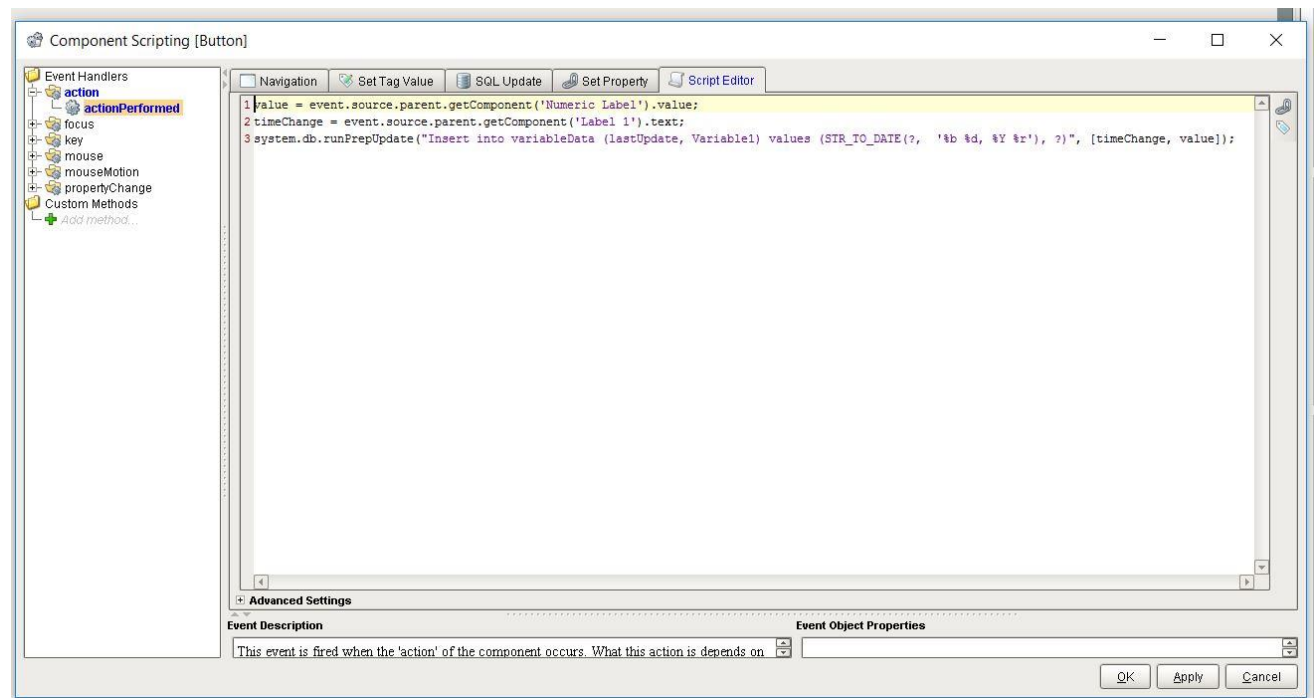 Component Scripting [Button]
Event Handlers
action
actionPerformed
focus
key
mouse
mouseMotion
propertyChange
Custom Methods
Add method...
Navigation
Set Tag Value
SQL Update
Set Property
Script Editor
1 value = event.source.parent.getComponent('Numeric Label').value;
2 timeChange = event.source.parent.getComponent('Label 1').text;
3 system.db.runPrepUpdate("Insert into variableData (lastUpdate, Variable1) values (STR_TO_DATE(?,  '%b %d, %Y %r'), ?)", [timeChange, value]);
Advanced Settings
Event Description
Event Object Properties
This event is fired when the 'action' of the component occurs. What this action is depends on
OK
Apply
Cancel